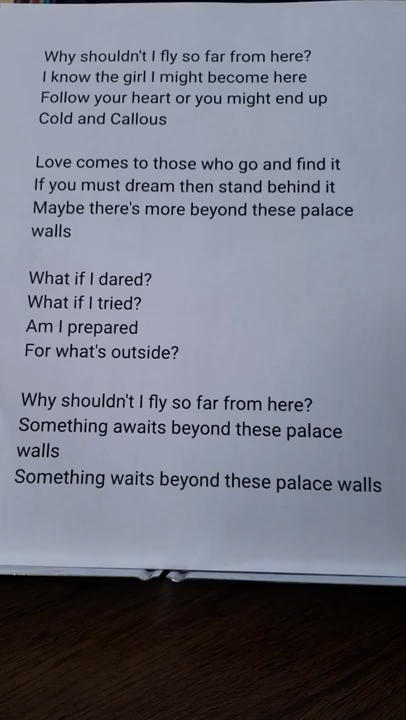 Why shouldn't I fly so far from here?
I know the girl I might become here
Follow your heart or you might end up
Cold and Callous
Love comes to those who go and find it
If you must dream then stand behind it
Maybe there's more beyond these palace
walls
What if I dared?
What if I tried?
Am I prepared
For what's outside?
Why shouldn't I fly so far from here?
Something awaits beyond these palace
walls
Something waits beyond these palace walls